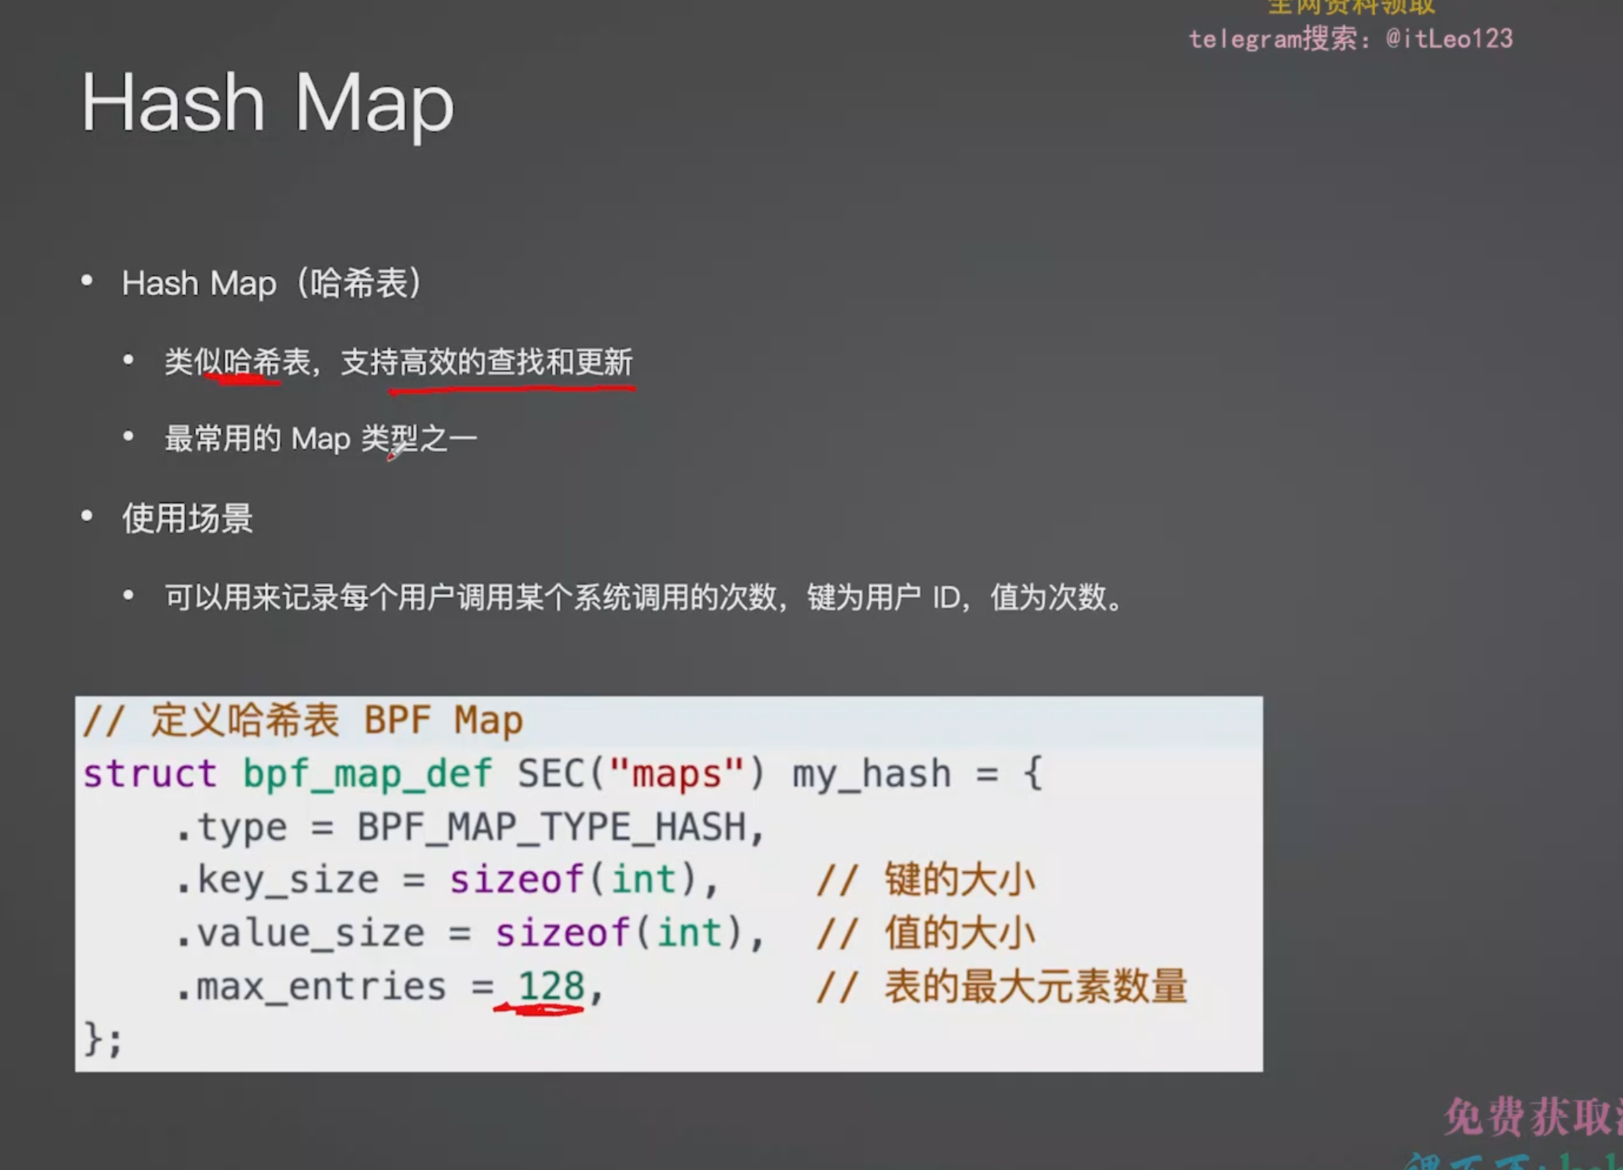 全网资料领取
telegram搜索：@itLeo123
Hash Map
• Hash Map（哈希表）
• 类似哈希表，支持高效的查找和更新
• 最常用的 Map 类型之一
• 使用场景
• 可以用来记录每个用户调用某个系统调用的次数，键为用户 ID，值为次数。
// 定义哈希表 BPF Map
struct bpf_map_def SEC("maps") my_hash = {
    .type = BPF_MAP_TYPE_HASH,
    .key_size = sizeof(int),    // 键的大小
    .value_size = sizeof(int),  // 值的大小
    .max_entries = 128,         // 表的最大元素数量
};
免费获取